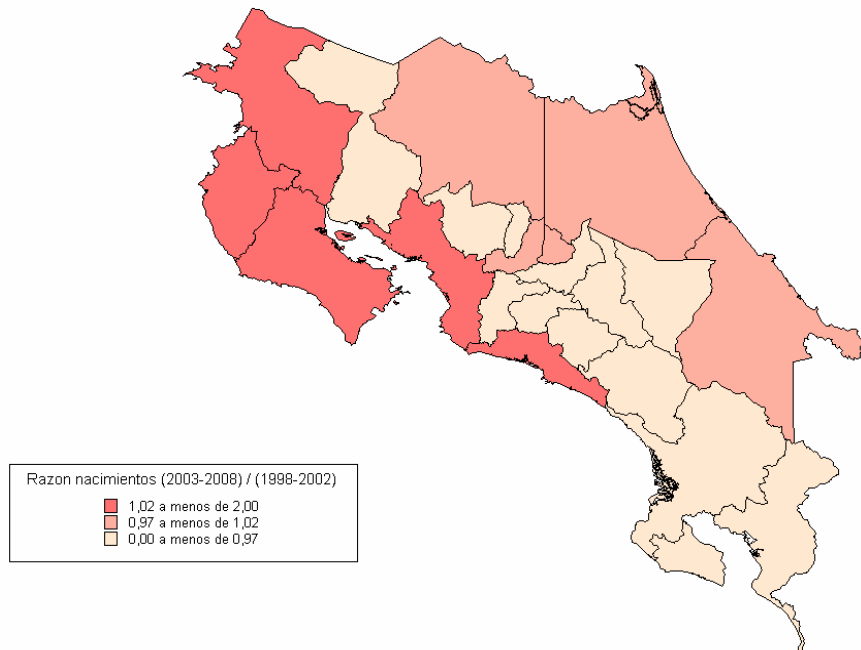 Razon nacimientos (2003-2008) / (1998-2002)
1,02 a menos de 2,00
0,97 a menos de 1,02
0,00 a menos de 0,97